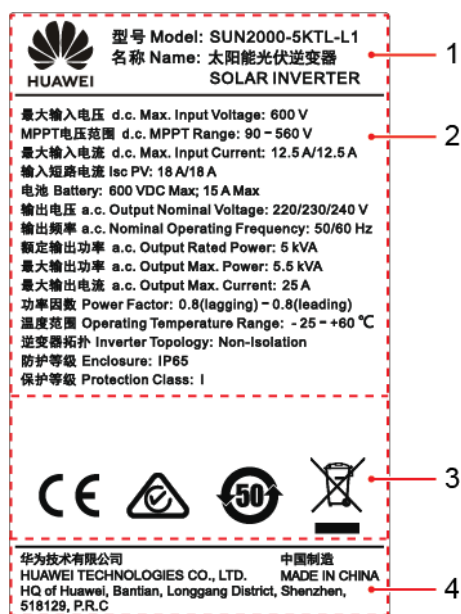 型号 Model: SUN2000-5KTL-L1
名称 Name: 太阳能光伏逆变器
SOLAR INVERTER
HUAWEI
1
最大输入电压 d.c. Max. Input Voltage: 600 V
MPPT电压范围 d.c. MPPT Range: 90 - 560 V
2
最大输入电流 d.c. Max. Input Current: 12.5 A/12.5 A
输入短路电流 Isc PV: 18 A/18 A
电池 Battery: 600 VDC Max; 15 A Max
输出电压 a.c. Output Nominal Voltage: 220/230/240 V
输出频率 a.c. Nominal Operating Frequency: 50/60 Hz
额定输出功率 a.c. Output Rated Power: 5 kVA
最大输出功率 a.c. Output Max. Power: 5.5 kVA
最大输出电流 a.c. Output Max. Current: 25 A
功率因数 Power Factor: 0.8(lagging) - 0.8(leading)
温度范围 Operating Temperature Range: - 25 - +60 ℃
逆变器拓扑 Inverter Topology: Non-Isolation
防护等级 Enclosure: IP65
保护等级 Protection Class: I
CE
50
3
华为技术有限公司 中国制造
HUAWEI TECHNOLOGIES CO., LTD. MADE IN CHINA
HQ of Huawei, Bantian, Longgang District, Shenzhen,
518129, P.R.C
4